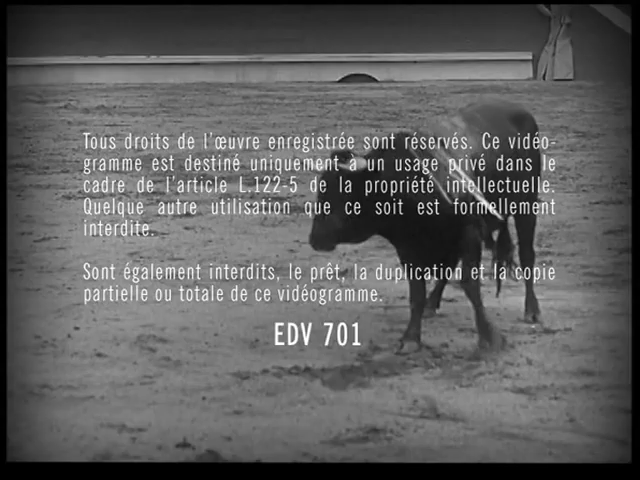 Tous droits de l'œuvre enregistrée sont réservés. Ce vidéo-
gramme est destiné uniquement à un usage privé dans le
cadre de l'article L.122-5 de la propriété intellectuelle.
Quelque autre utilisation que ce soit est formellement
interdite.
Sont également interdits, le prêt, la duplication et la copie
partielle ou totale de ce vidéogramme.
EDV 701